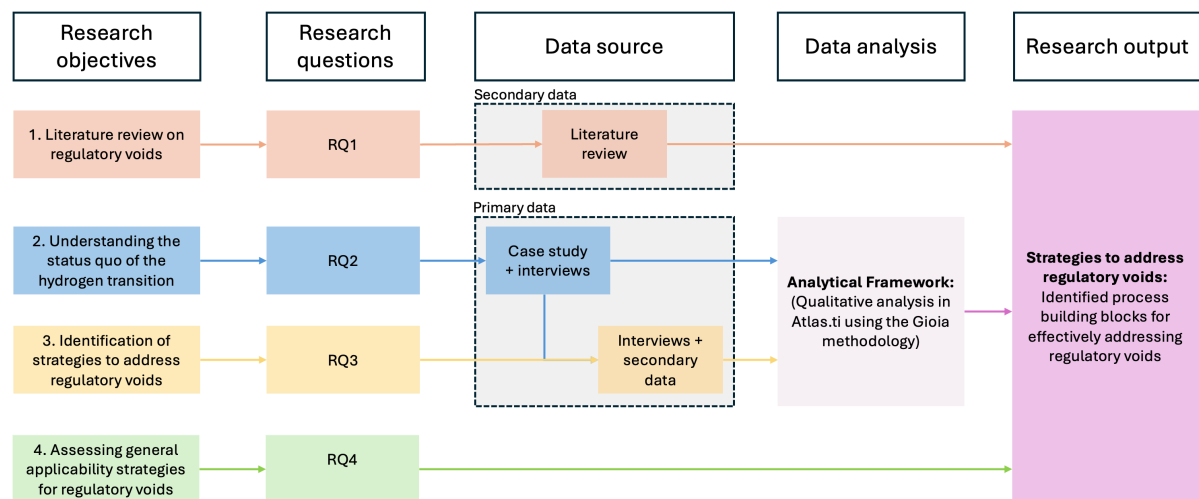 Research
objectives
Research
questions
Data source
Data analysis
Research output
Secondary data
1. Literature review on
regulatory voids
RQ1
Literature
review
Primary data
2. Understanding the
status quo of the
hydrogen transition
RQ2
Case study
+ interviews
3. Identification of
strategies to address
regulatory voids
RQ3
Interviews +
secondary
data
Analytical Framework:
(Qualitative analysis in
Atlas.ti using the Gioia
methodology)
Strategies to address
regulatory voids:
Identified process
building blocks for
effectively addressing
regulatory voids
4. Assessing general
applicability strategies
for regulatory voids
RQ4